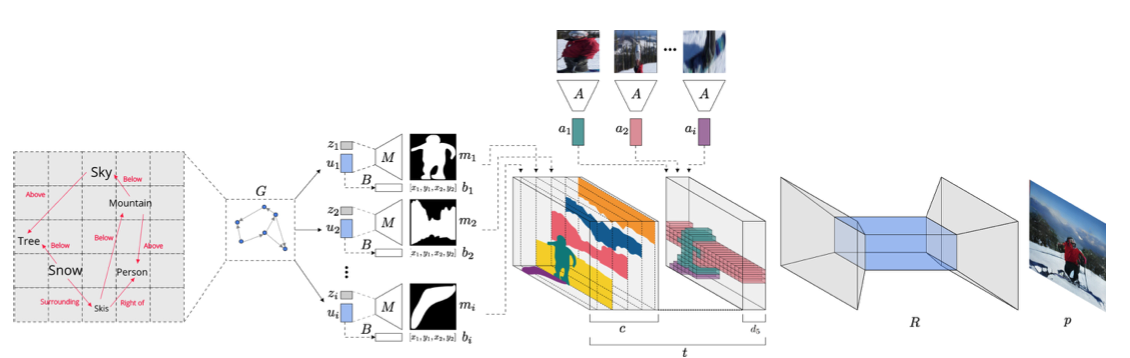 Sky
Below
Above
Mountain
Tree
Below
Below
Above
Snow
Person
Surrounding
Skis
Right of
G
z1
u1
M
m1
B
[x1, y1, x2, y2]
b1
z2
u2
M
m2
B
[x1, y1, x2, y2]
b2
zi
ui
M
mi
B
[x1, y1, x2, y2]
bi
A
A
A
a1
a2
ai
c
d5
t
R
p